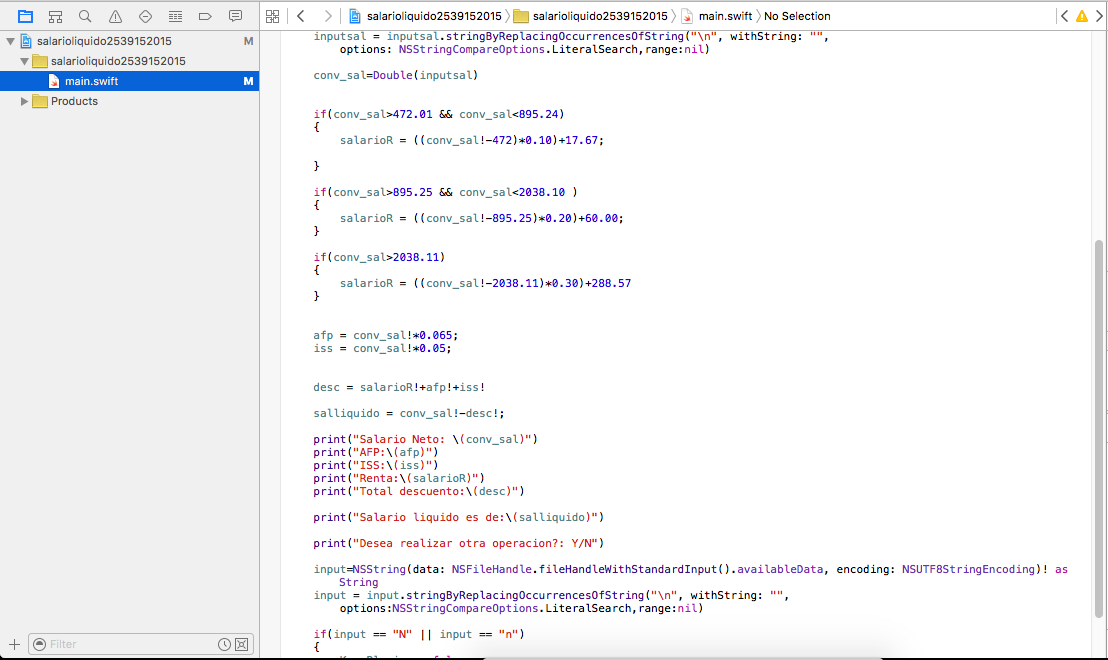 salarioliquido2539152015 salarioliquido2539152015 main.swift No Selection
salarioliquido2539152015 M
salarioliquido2539152015
main.swift M
Products
inputsal = inputsal.stringByReplacingOccurrencesOfString("\n", withString: "",
options: NSStringCompareOptions.LiteralSearch,range:nil)
conv_sal=Double(inputsal)
if(conv_sal>472.01 && conv_sal<895.24)
{
salarioR = ((conv_sal!-472)*0.10)+17.67;
}
if(conv_sal>895.25 && conv_sal<2038.10 )
{
salarioR = ((conv_sal!-895.25)*0.20)+60.00;
}
if(conv_sal>2038.11)
{
salarioR = ((conv_sal!-2038.11)*0.30)+288.57
}
afp = conv_sal!*0.065;
iss = conv_sal!*0.05;
desc = salarioR!+afp!+iss!
salliquido = conv_sal!-desc!;
print("Salario Neto: \(conv_sal)")
print("AFP:\(afp)")
print("ISS:\(iss)")
print("Renta:\(salarioR)")
print("Total descuento:\(desc)")
print("Salario liquido es de:\(salliquido)")
print("Desea realizar otra operacion?: Y/N")
input=NSString(data: NSFileHandle.fileHandleWithStandardInput().availableData, encoding: NSUTF8StringEncoding)! as
String
input = input.stringByReplacingOccurrencesOfString("\n", withString: "",
options:NSStringCompareOptions.LiteralSearch,range:nil)
if(input == "N" || input == "n")
{
Filter